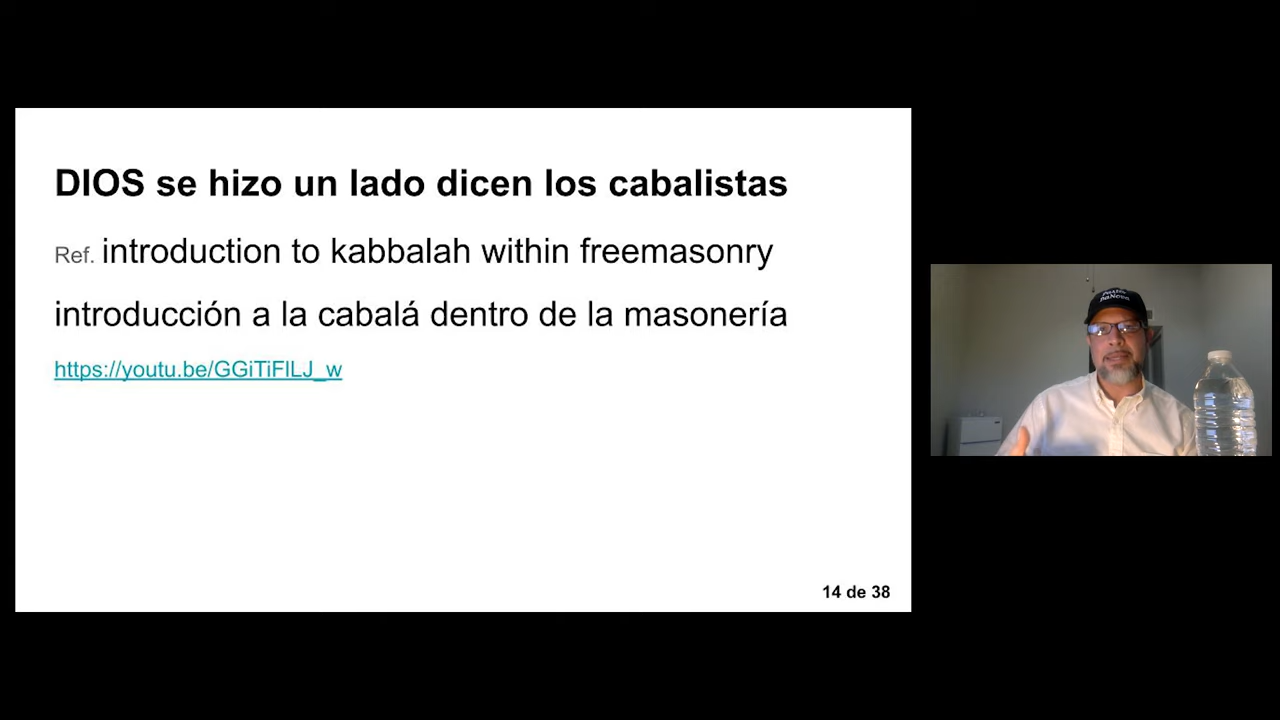 DIOS se hizo un lado dicen los cabalistas
Ref. introduction to kabbalah within freemasonry
introducción a la cabalá dentro de la masonería
https://youtu.be/GGiTiFlLJ_w
14 de 38